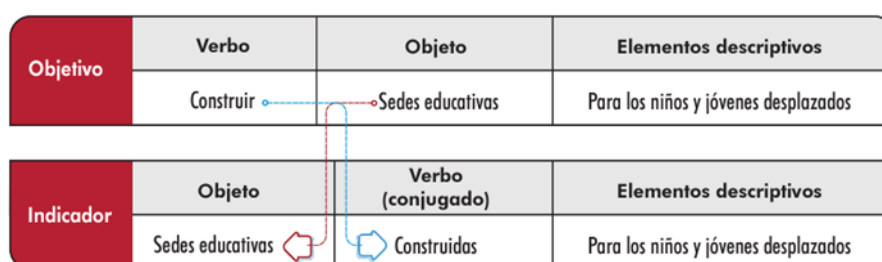 Objetivo
Verbo
Objeto
Elementos descriptivos
Construir
Sedes educativas
Para los niños y jóvenes desplazados
Indicador
Objeto
Verbo
(conjugado)
Elementos descriptivos
Sedes educativas
Construidas
Para los niños y jóvenes desplazados